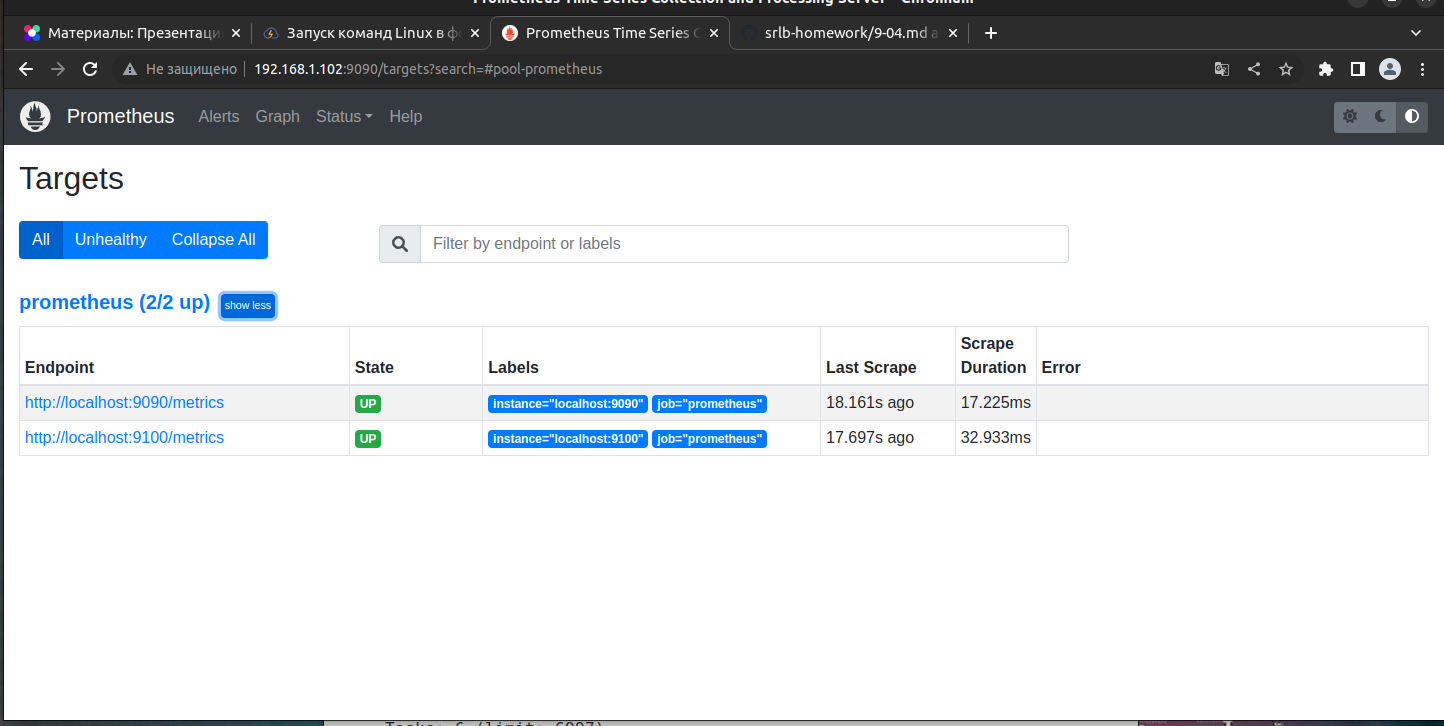 Prometheus Time Series Collection and Processing Server - Chromium
Материалы: Презентаци
Запуск команд Linux в фо
Prometheus Time Series C
srlb-homework/9-04.md a
Не защищено
192.168.1.102:9090/targets?search=#pool-prometheus
Prometheus Alerts Graph Status Help
Targets
All Unhealthy Collapse All
Filter by endpoint or labels
prometheus (2/2 up) show less
Endpoint State Labels Last Scrape Scrape Duration Error
http://localhost:9090/metrics UP instance="localhost:9090" job="prometheus" 18.161s ago 17.225ms
http://localhost:9100/metrics UP instance="localhost:9100" job="prometheus" 17.697s ago 32.933ms